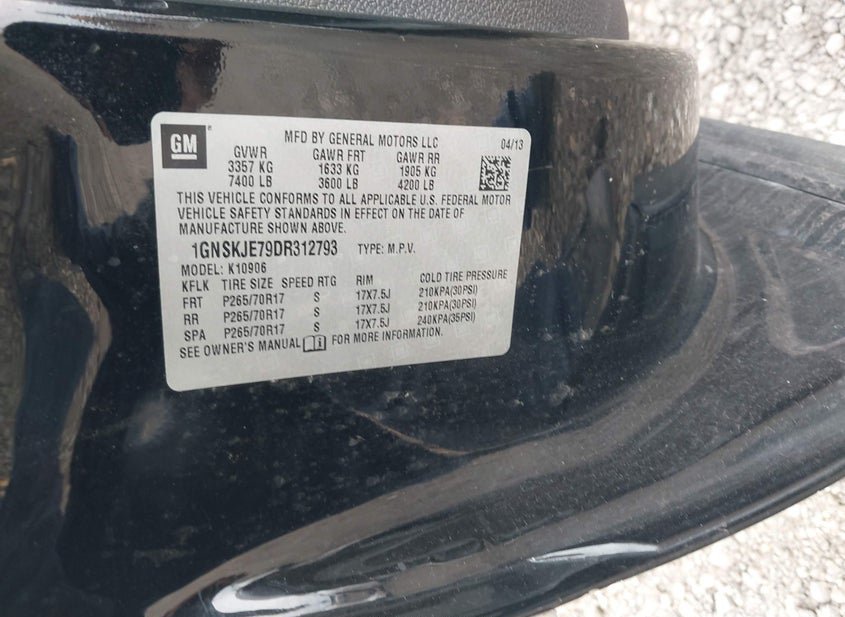 GM
MFD BY GENERAL MOTORS LLC 04/13
GVWR GAWR FRT GAWR RR
3357 KG 1633 KG 1905 KG
7400 LB 3600 LB 4200 LB
THIS VEHICLE CONFORMS TO ALL APPLICABLE U.S. FEDERAL MOTOR
VEHICLE SAFETY STANDARDS IN EFFECT ON THE DATE OF
MANUFACTURE SHOWN ABOVE.
1GNSKJE79DR312793 TYPE: M.P.V.
MODEL: K10906
KFLK TIRE SIZE SPEED RTG RIM COLD TIRE PRESSURE
FRT P265/70R17 S 17X7.5J 210KPA(30PSI)
RR P265/70R17 S 17X7.5J 210KPA(30PSI)
SPA P265/70R17 S 17X7.5J 240KPA(35PSI)
SEE OWNER'S MANUAL FOR MORE INFORMATION.